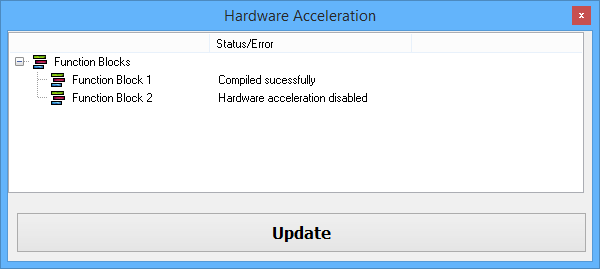 Hardware Acceleration
x
Status/Error
Function Blocks
Function Block 1 Compiled sucessfully
Function Block 2 Hardware acceleration disabled
Update